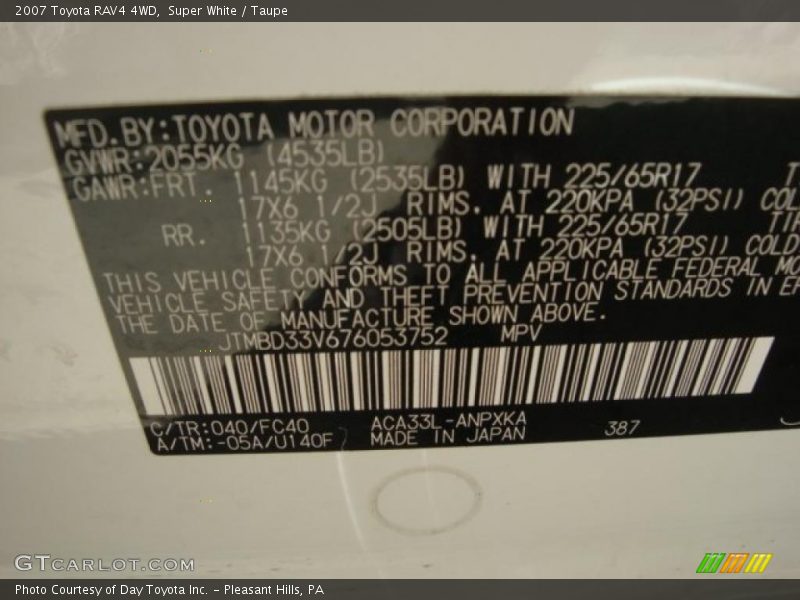 2007 Toyota RAV4 4WD,  Super White / Taupe
MFD.BY:TOYOTA MOTOR CORPORATION
GVWR:2055KG (4535LB)
GAWR:FRT. 1145KG (2535LB) WITH 225/65R17
17X6 1/2J RIMS. AT 220KPA (32PSI) COL
RR. 1135KG (2505LB) WITH 225/65R17 TIR
17X6 1/2J RIMS. AT 220KPA (32PSI) COLD
THIS VEHICLE CONFORMS TO ALL APPLICABLE FEDERAL MO
VEHICLE SAFETY AND THEFT PREVENTION STANDARDS IN EF
THE DATE OF MANUFACTURE SHOWN ABOVE.
JTMBD33V676053752 MPV
C/TR:040/FC40 ACA33L-ANPXKA
A/TM:-05A/U140F MADE IN JAPAN 387
GTCARLOT.COM
Photo Courtesy of Day Toyota Inc. – Pleasant Hills, PA